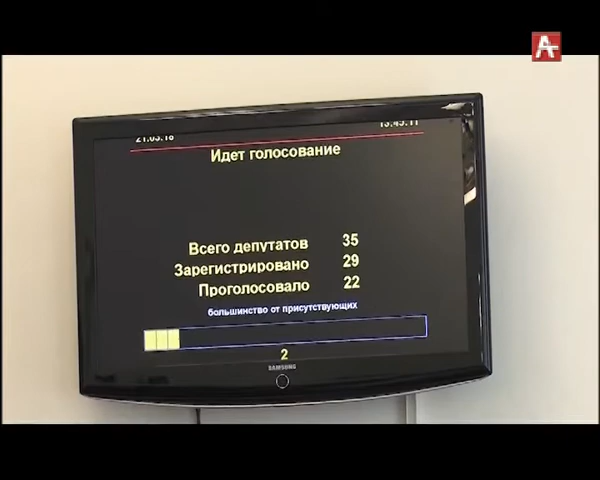 A
21.03.18 13:45:11
Идет голосование
Всего депутатов 35
Зарегистрировано 29
Проголосовало 22
большинство от присутствующих
2
SAMSUNG